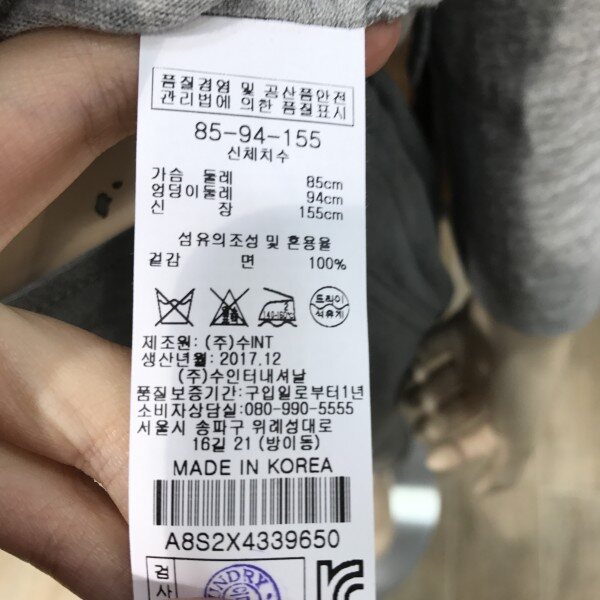 품질경영 및 공산품안전
관리법에 의한 품질표시
85-94-155
신체치수
가슴 둘레 85cm
엉덩이둘레 94cm
신 장 155cm
섬유의조성 및 혼용율
겉감 면 100%
140-160℃
드라이
석유계
제조원: (주)수INT
생산년월: 2017.12
(주)수인터내셔날
품질보증기간: 구입일로부터1년
소비자상담실: 080-990-5555
서울시 송파구 위례성대로
16길 21 (방이동)
MADE IN KOREA
A8S2X4339650
검
사